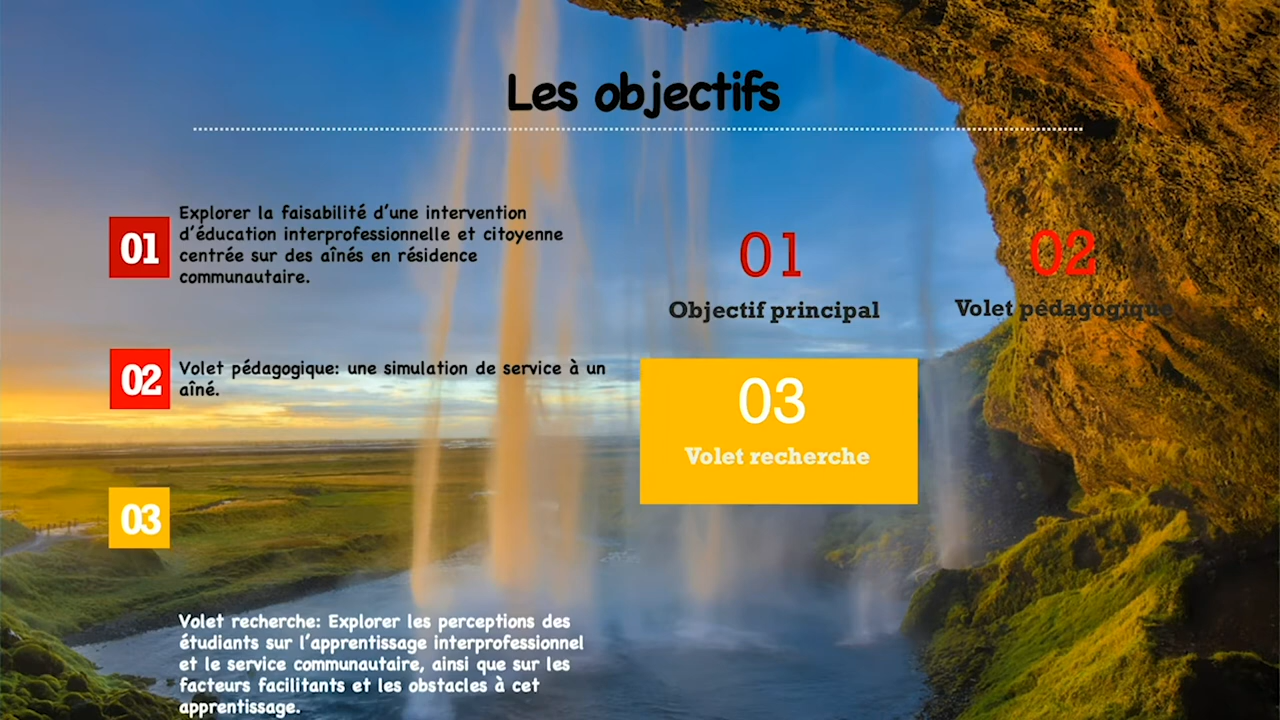 Les objectifs
01
Explorer la faisabilité d'une intervention
d'éducation interprofessionnelle et citoyenne
centrée sur des aînés en résidence
communautaire.
02
Volet pédagogique: une simulation de service à un
aîné.
03
Volet recherche: Explorer les perceptions des
étudiants sur l'apprentissage interprofessionnel
et le service communautaire, ainsi que sur les
facteurs facilitants et les obstacles à cet
apprentissage.
01
Objectif principal
02
Volet pédagogique
03
Volet recherche